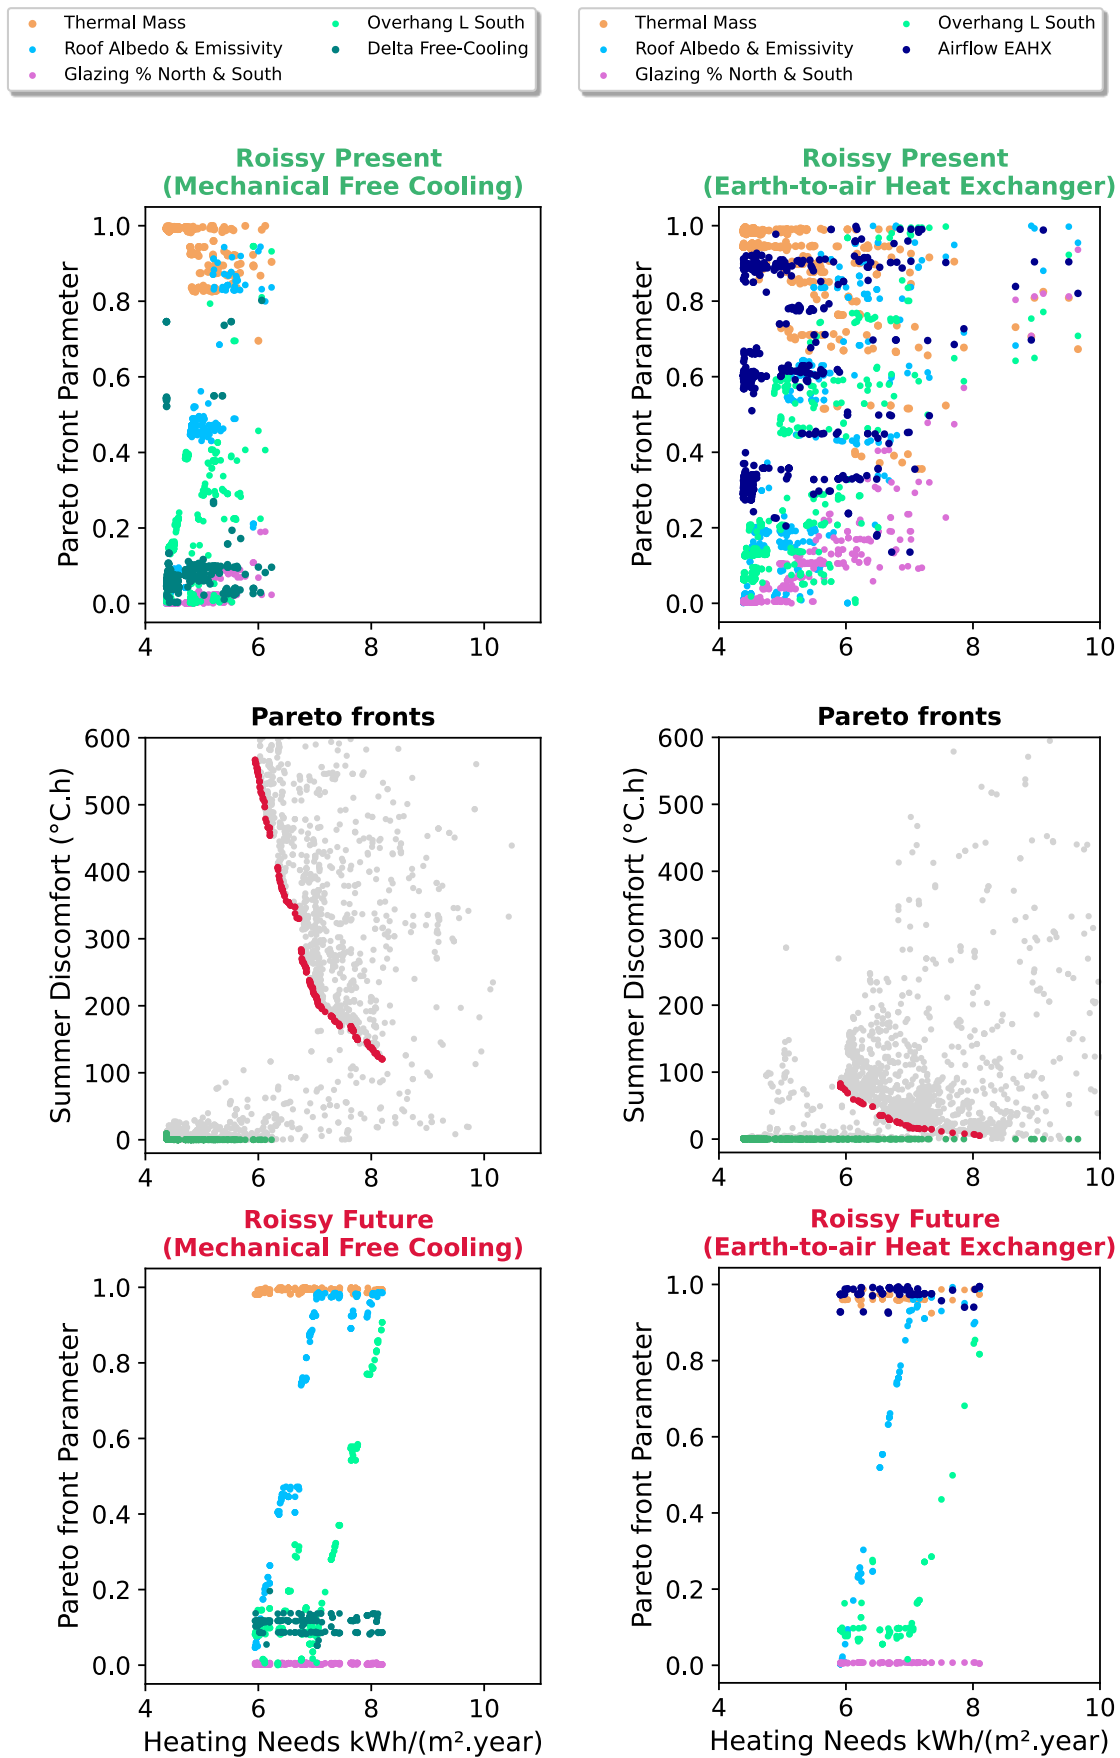 Thermal Mass
Roof Albedo & Emissivity
Glazing % North & South
Overhang L South
Delta Free-Cooling
Thermal Mass
Roof Albedo & Emissivity
Glazing % North & South
Overhang L South
Airflow EAHX
Roissy Present
(Mechanical Free Cooling)
Pareto front Parameter
1.0
0.8
0.6
0.4
0.2
0.0
4 6 8 10
Roissy Present
(Earth-to-air Heat Exchanger)
Pareto front Parameter
1.0
0.8
0.6
0.4
0.2
0.0
4 6 8 10
Pareto fronts
Summer Discomfort (°C.h)
600
500
400
300
200
100
0
4 6 8 10
Pareto fronts
Summer Discomfort (°C.h)
600
500
400
300
200
100
0
4 6 8 10
Roissy Future
(Mechanical Free Cooling)
Pareto front Parameter
1.0
0.8
0.6
0.4
0.2
0.0
4 6 8 10
Heating Needs kWh/(m².year)
Roissy Future
(Earth-to-air Heat Exchanger)
Pareto front Parameter
1.0
0.8
0.6
0.4
0.2
0.0
4 6 8 10
Heating Needs kWh/(m².year)